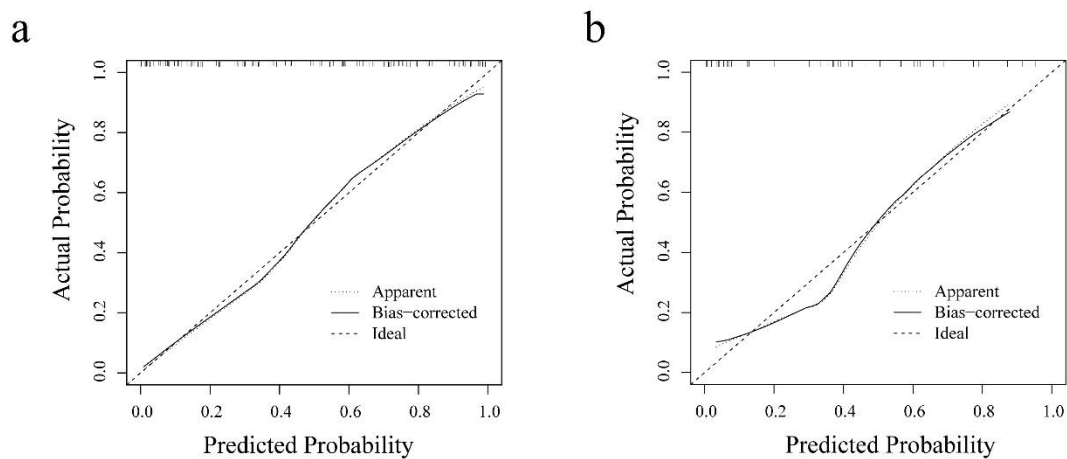 a
1.0
0.8
0.6
0.4
0.2
0.0
Actual Probability
Apparent
Bias-corrected
Ideal
0.0 0.2 0.4 0.6 0.8 1.0
Predicted Probability
b
1.0
0.8
0.6
0.4
0.2
0.0
Actual Probability
Apparent
Bias-corrected
Ideal
0.0 0.2 0.4 0.6 0.8 1.0
Predicted Probability